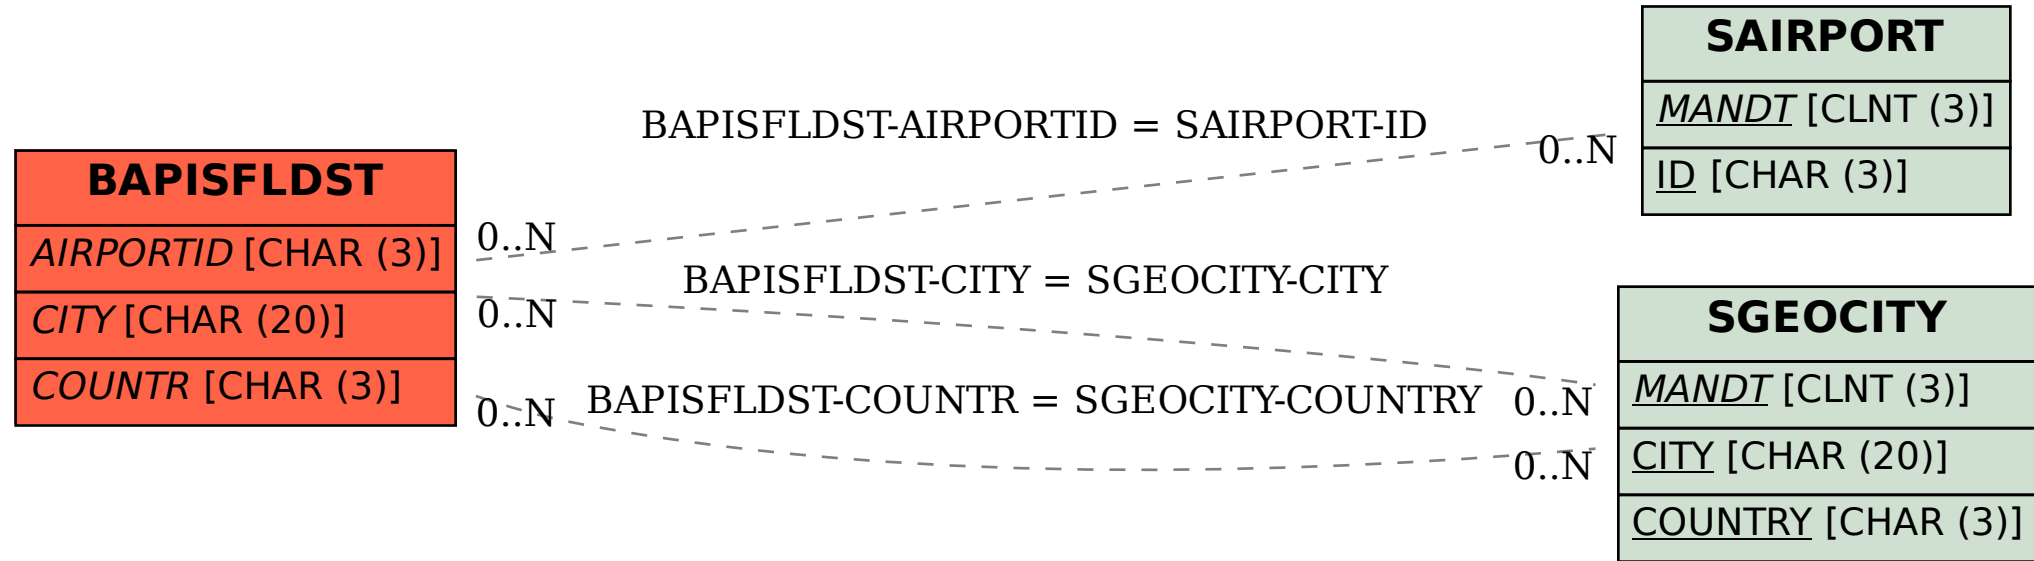 BAPISFLDST
AIRPORTID [CHAR (3)]
CITY [CHAR (20)]
COUNTR [CHAR (3)]
BAPISFLDST-AIRPORTID = SAIRPORT-ID
0..N
0..N
BAPISFLDST-CITY = SGEOCITY-CITY
0..N
0..N
BAPISFLDST-COUNTR = SGEOCITY-COUNTRY
0..N
0..N
SAIRPORT
MANDT [CLNT (3)]
ID [CHAR (3)]
SGEOCITY
MANDT [CLNT (3)]
CITY [CHAR (20)]
COUNTRY [CHAR (3)]